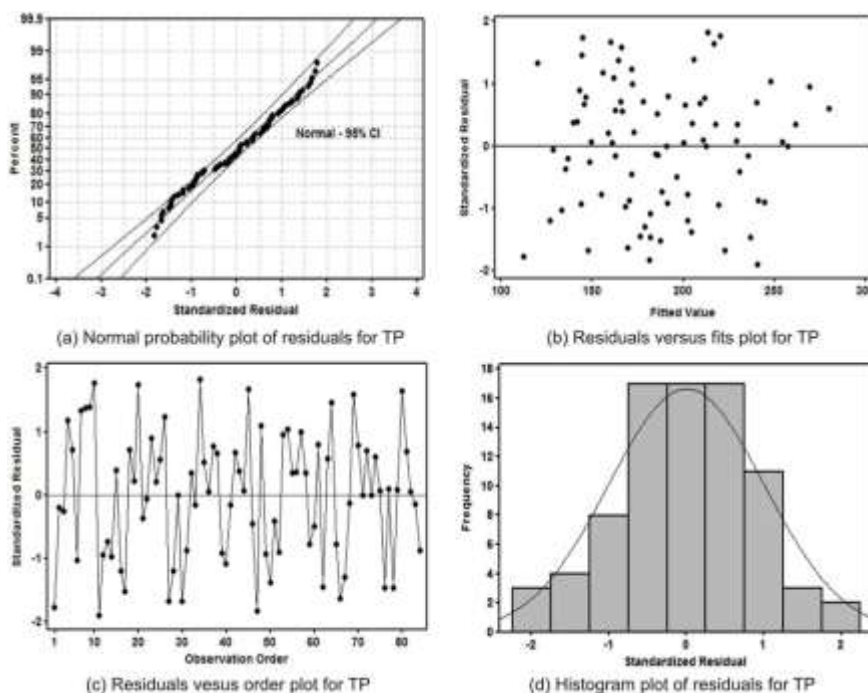 99.9
99
95
90
80
70
60
50
40
30
20
10
5
1
0.1
Percent
Normal - 95% CI
-4 -3 -2 -1 0 1 2 3 4
Standardized Residual
(a) Normal probability plot of residuals for TP
2
1
0
-1
-2
Standardized Residual
100 150 200 250 300
Fitted Value
(b) Residuals versus fits plot for TP
2
1
0
-1
-2
Standardized Residual
1 10 20 30 40 50 60 70 80
Observation Order
(c) Residuals vesus order plot for TP
18
16
14
12
10
8
6
4
2
0
Frequency
-2 -1 0 1 2
Standardized Residual
(d) Histogram plot of residuals for TP